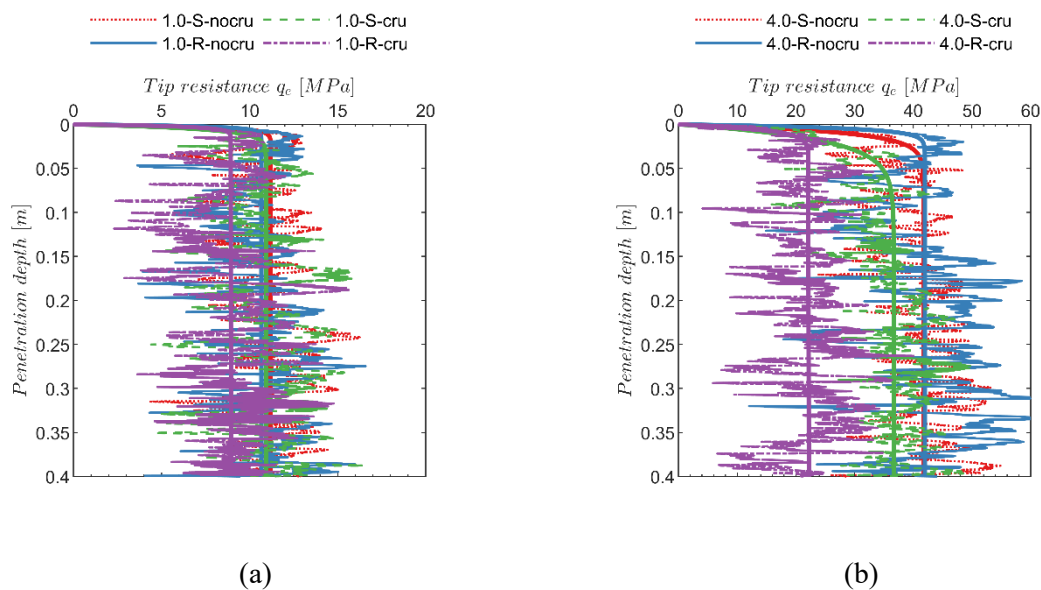 1.0-S-nocru 1.0-S-cru
1.0-R-nocru 1.0-R-cru
Tip resistance q_c [MPa]
0 5 10 15 20
0
0.05
0.1
0.15
0.2
0.25
0.3
0.35
0.4
Penetration depth [m]
(a)
4.0-S-nocru 4.0-S-cru
4.0-R-nocru 4.0-R-cru
Tip resistance q_c [MPa]
0 10 20 30 40 50 60
0
0.05
0.1
0.15
0.2
0.25
0.3
0.35
0.4
Penetration depth [m]
(b)